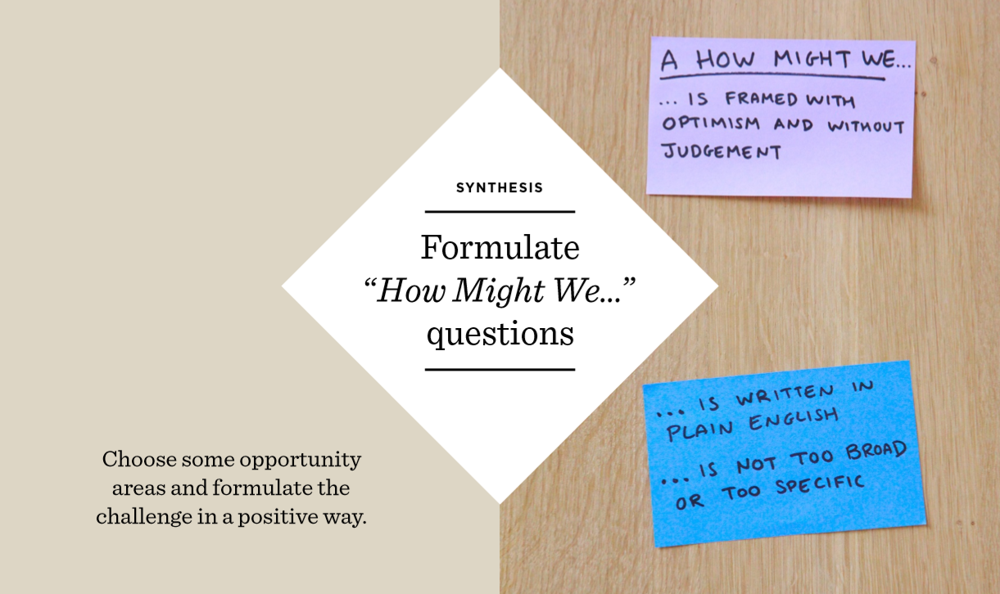 SYNTHESIS
Formulate
“How Might We...”
questions
Choose some opportunity
areas and formulate the
challenge in a positive way.
A HOW MIGHT WE...
... IS FRAMED WITH
OPTIMISM AND WITHOUT
JUDGEMENT
... IS WRITTEN IN
PLAIN ENGLISH
... IS NOT TOO BROAD
OR TOO SPECIFIC